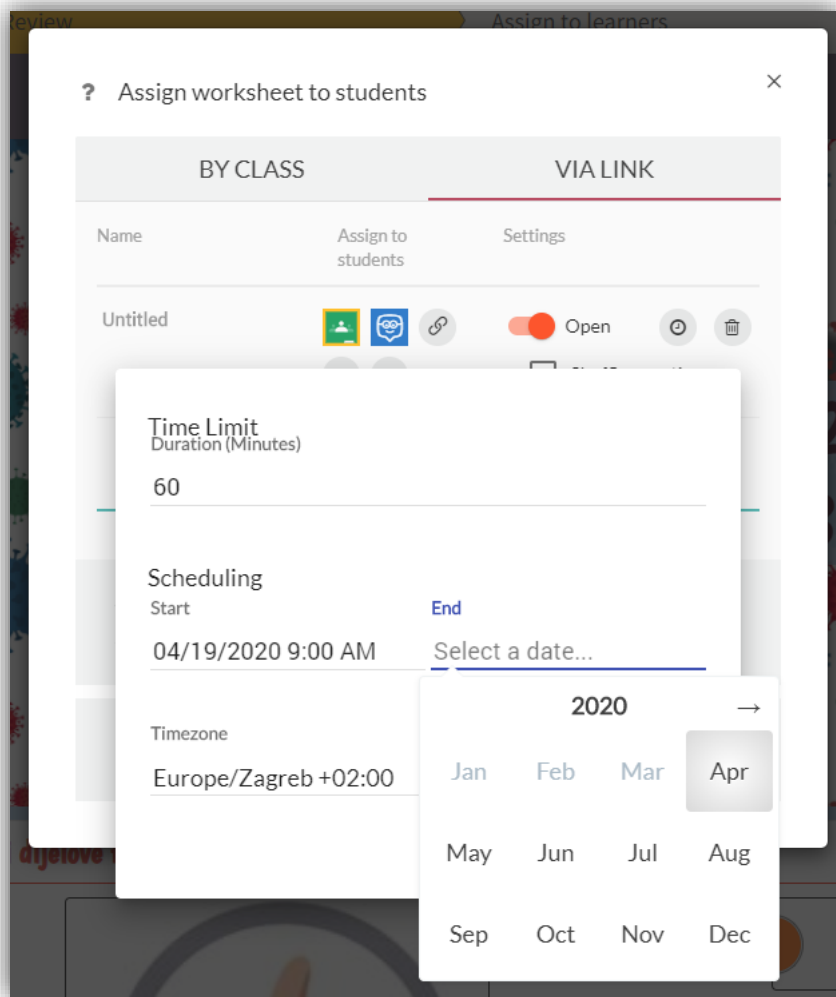 Review
Assign to learners
? Assign worksheet to students ×
BY CLASS
VIA LINK
Name
Assign to
students
Settings
Untitled
Open
Time Limit
Duration (Minutes)
60
Scheduling
Start
End
04/19/2020 9:00 AM
Select a date...
2020 →
Timezone
Europe/Zagreb +02:00
Jan Feb Mar Apr
May Jun Jul Aug
Sep Oct Nov Dec
dijelove